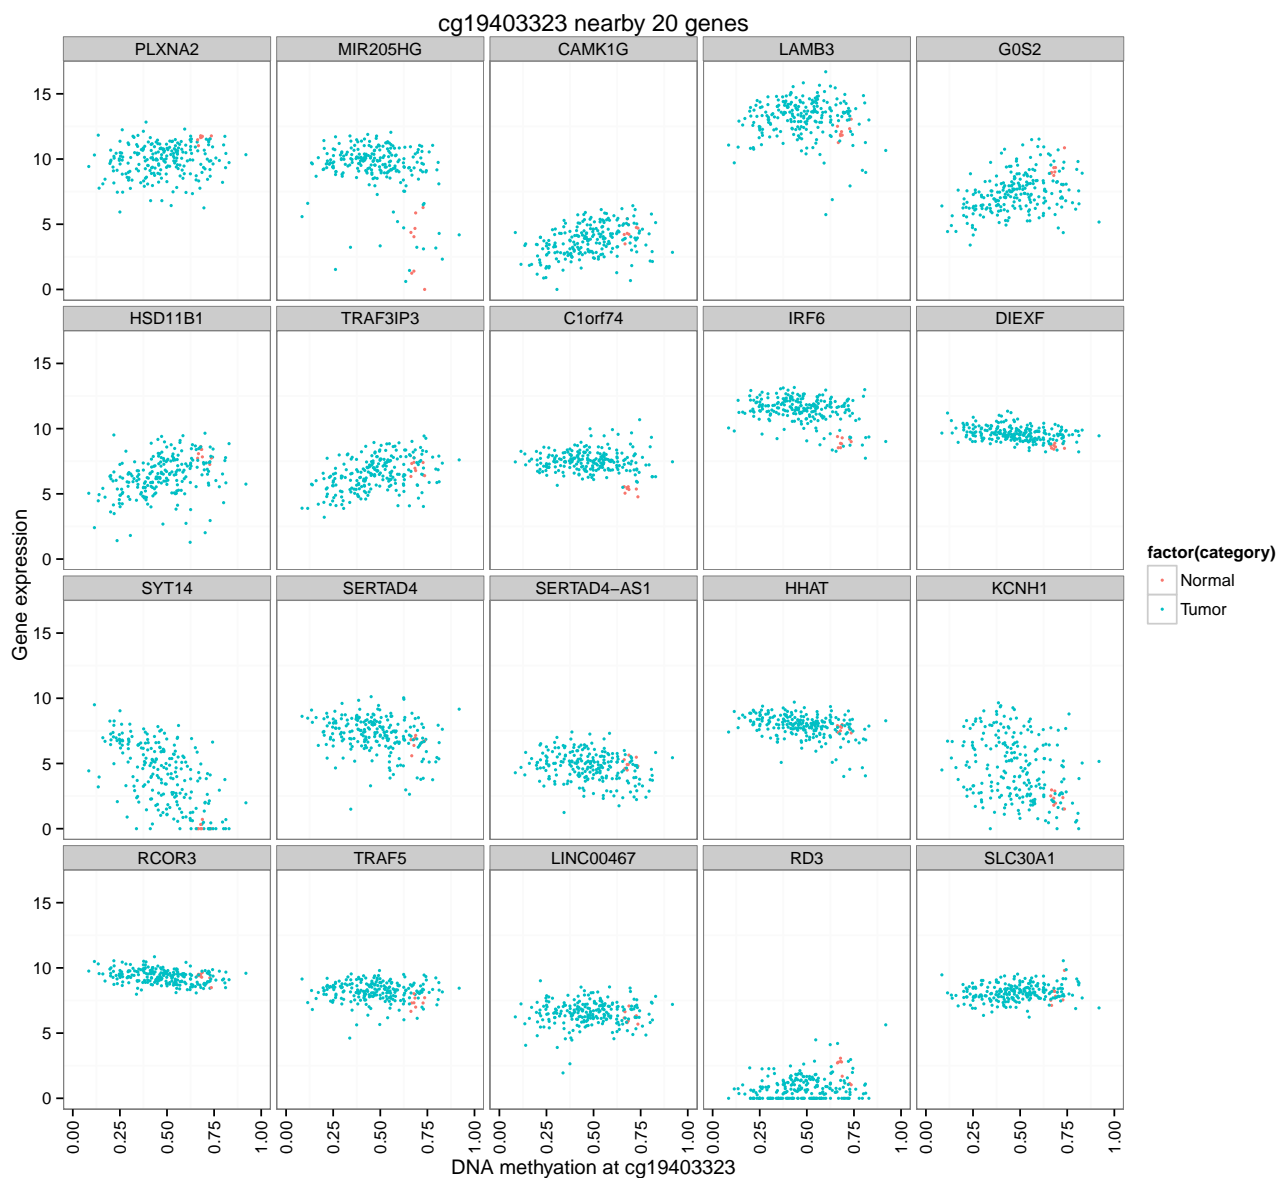 cg19403323 nearby 20 genes
PLXNA2 MIR205HG CAMK1G LAMB3 G0S2
15
10
5
0
HSD11B1 TRAF3IP3 C1orf74 IRF6 DIEXF
15
10
5
0
SYT14 SERTAD4 SERTAD4−AS1 HHAT KCNH1
15
10
5
0
RCOR3 TRAF5 LINC00467 RD3 SLC30A1
15
10
5
0
0.00 0.25 0.50 0.75 1.00 0.00 0.25 0.50 0.75 1.00 0.00 0.25 0.50 0.75 1.00 0.00 0.25 0.50 0.75 1.00 0.00 0.25 0.50 0.75 1.00
DNA methyation at cg19403323
Gene expression
factor(category)
Normal
Tumor